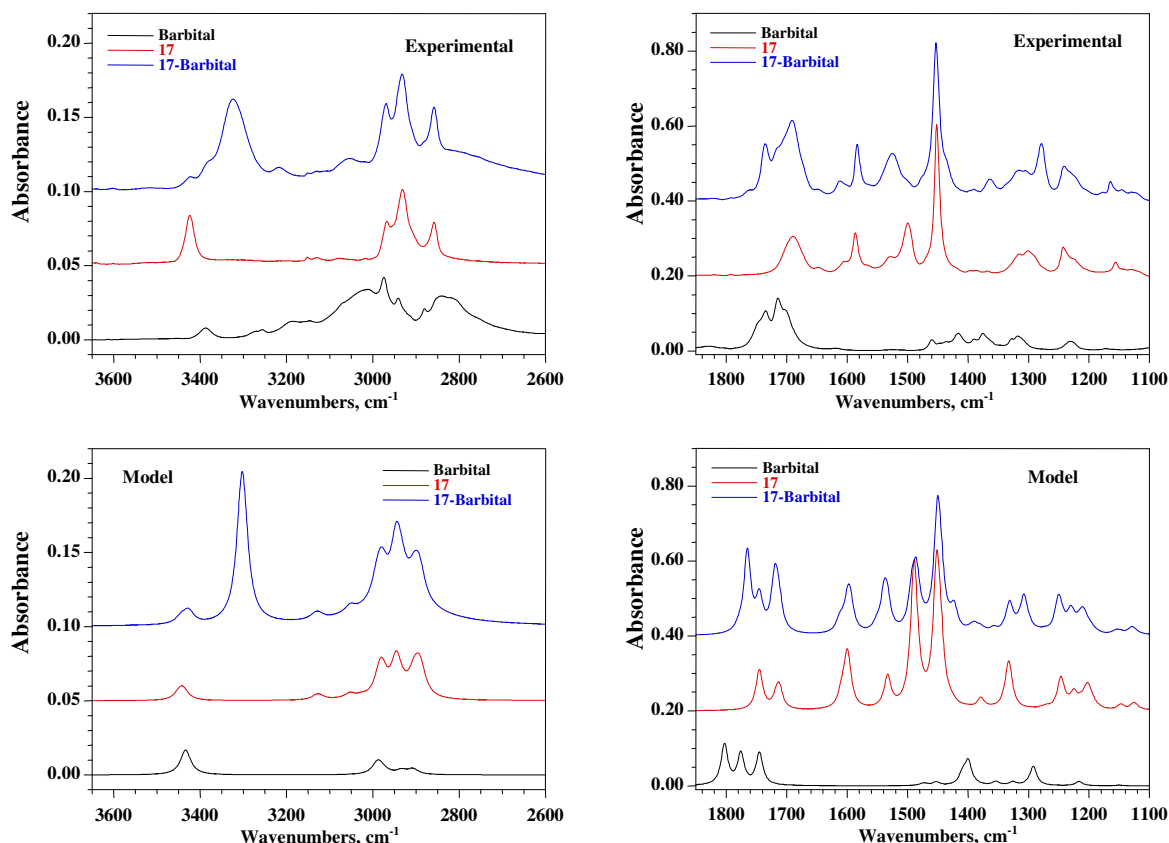 0.20
0.15
0.10
0.05
0.00
Absorbance
Barbital
17
17-Barbital
Experimental
3600 3400 3200 3000 2800 2600
Wavenumbers, cm-1
0.80
0.60
0.40
0.20
0.00
Absorbance
Barbital
17
17-Barbital
Experimental
1800 1700 1600 1500 1400 1300 1200 1100
Wavenumbers, cm-1
0.20
0.15
0.10
0.05
0.00
Absorbance
Model
Barbital
17
17-Barbital
3600 3400 3200 3000 2800 2600
Wavenumbers, cm-1
0.80
0.60
0.40
0.20
0.00
Absorbance
Barbital
17
17-Barbital
Model
1800 1700 1600 1500 1400 1300 1200 1100
Wavenumbers, cm-1